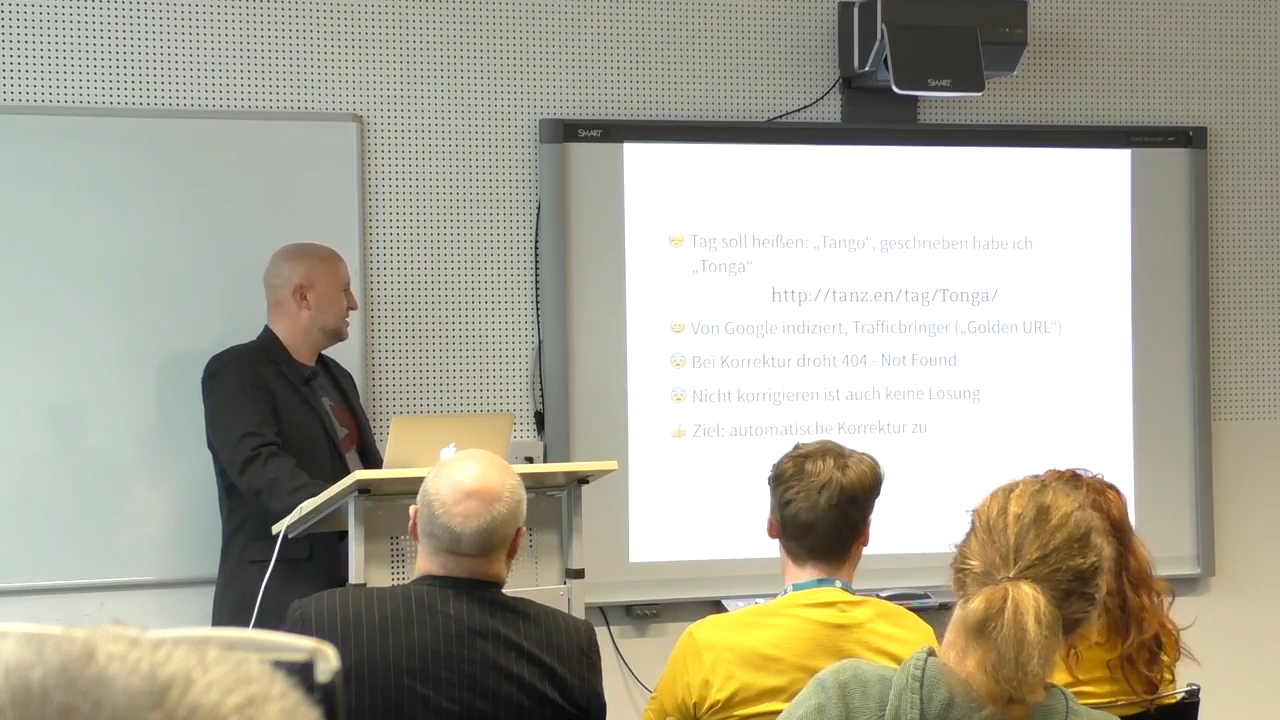 SMART
SMART
Tag soll heißen: „Tango“, geschrieben habe ich
„Tonga“
http://tanz.en/tag/Tonga/
Von Google indiziert, Trafficbringer („Golden URL“)
Bei Korrektur droht 404 - Not Found
Nicht korrigieren ist auch keine Lösung
Ziel: automatische Korrektur zu